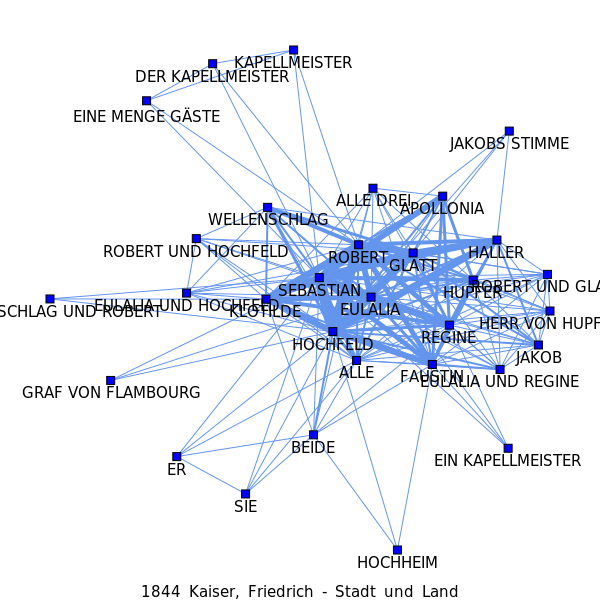 KAPELLMEISTER
DER KAPELLMEISTER
EINE MENGE GÄSTE
JAKOBS STIMME
ALLE DREI
APOLLONIA
WELLENSCHLAG
ROBERT UND HOCHFELD
ROBERT
HALLER
GLATT
SEBASTIAN
HUPFER
ROBERT UND GLA
EULALIA UND HOCHFELD
SCHLAG UND ROBERT
KLOTILDE
EULALIA
HERR VON HUPF
REGINE
HOCHFELD
JAKOB
ALLE
FAUSTIN
EULALIA UND REGINE
GRAF VON FLAMBOURG
BEIDE
EIN KAPELLMEISTER
ER
SIE
HOCHHEIM
1844 Kaiser, Friedrich - Stadt und Land